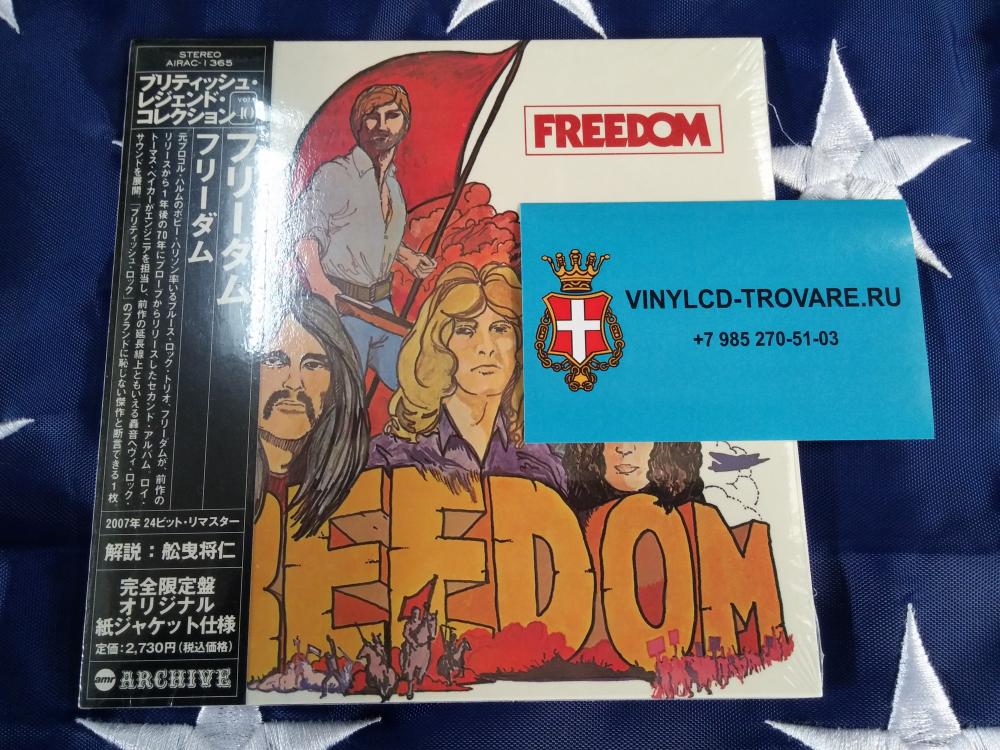 STEREO
AIRAC-1365
ブリティッシュ・
レジェンド・
コレクション
vol.
10
フリーダム
フリーダム
元プロコル・ハルムのボビー・ハリソン率いるブルース・ロック・トリオ、フリーダムが、前作の
リリースから1年後の70年にプローブからリリースしたセカンド・アルバム。ロイ・
トーマス・ベイカーがエンジニアを担当し、前作の延長線上ともいえる轟音ヘヴィ・ロック・
サウンドを展開。「ブリティッシュ・ロック」のブランドに恥じない傑作と断言できる1枚
2007年 24ビット・リマスター
解説：舩曳将仁
完全限定盤
オリジナル
紙ジャケット仕様
定価：2,730円(税込価格)
amr ARCHIVE
FREEDOM
VINYLCD-TROVARE.RU
+7 985 270-51-03
REEDOM